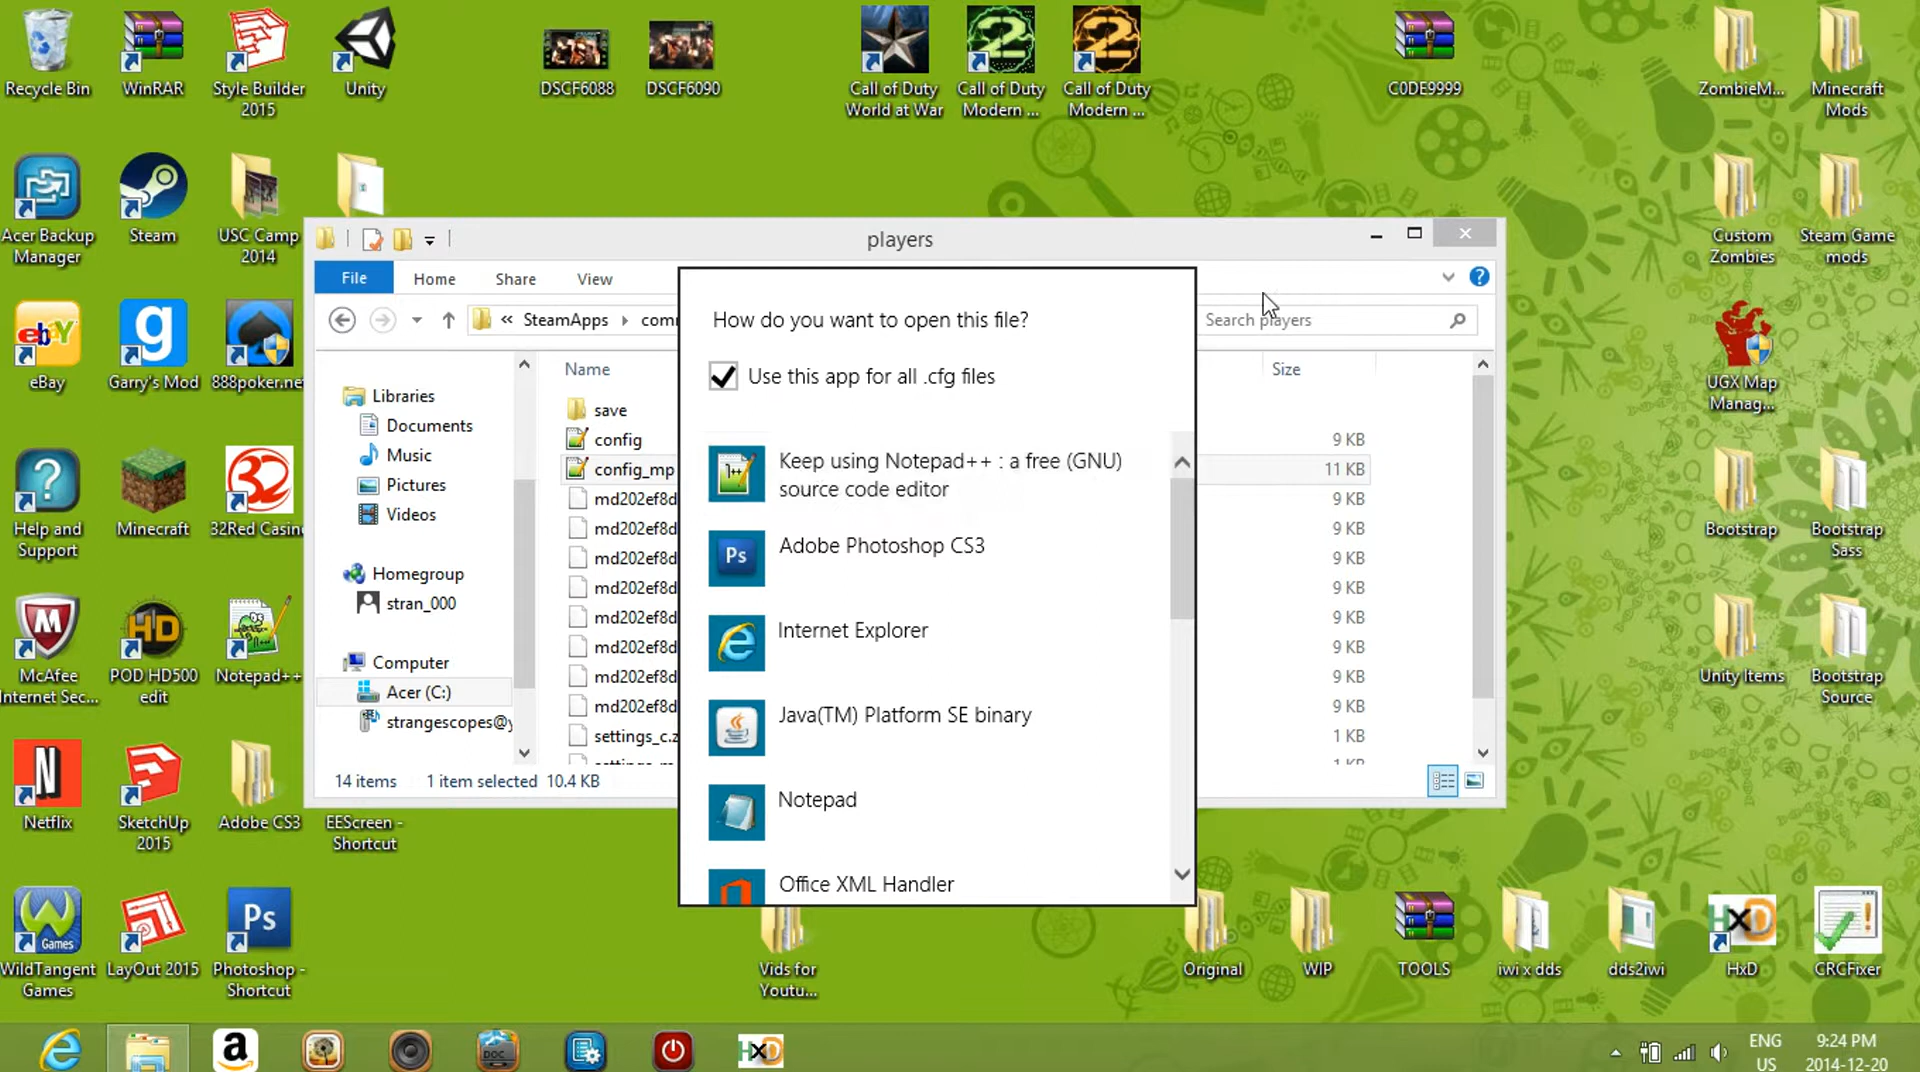 Recycle Bin
WinRAR
Style Builder
2015
Unity
DSCF6088
DSCF6090
Call of Duty
World at War
Call of Duty
Modern ...
Call of Duty
Modern ...
C0DE9999
ZombieM...
Minecraft
Mods
Acer Backup
Manager
Steam
USC Camp
2014
Custom
Zombies
Steam Game
mods
eBay
Garry's Mod
888poker.ne
UGX Map
Manag...
Help and
Support
Minecraft
32Red Casin
Bootstrap
Bootstrap
Sass
McAfee
Internet Sec...
POD HD500
edit
Notepad++
Unity Items
Bootstrap
Source
Netflix
SketchUp
2015
Adobe CS3
EEScreen -
Shortcut
WildTangent
Games
LayOut 2015
Photoshop -
Shortcut
Vids for
Youtu...
Original
WIP
TOOLS
iwi x dds
dds2iwi
HxD
CRCFixer
players
File
Home
Share
View
« SteamApps
com
Search players
Libraries
Documents
Music
Pictures
Videos
Homegroup
stran_000
Computer
Acer (C:)
strangescopes@y
Name
Size
save
config
9 KB
config_mp
11 KB
md202ef8d
9 KB
md202ef8d
9 KB
md202ef8d
9 KB
md202ef8d
9 KB
md202ef8d
9 KB
md202ef8d
9 KB
md202ef8d
9 KB
md202ef8d
9 KB
settings_c.z
1 KB
1 KB
14 items
1 item selected 10.4 KB
How do you want to open this file?
Use this app for all .cfg files
Keep using Notepad++ : a free (GNU)
source code editor
Adobe Photoshop CS3
Internet Explorer
Java(TM) Platform SE binary
Notepad
Office XML Handler
ENG
US
9:24 PM
2014-12-20